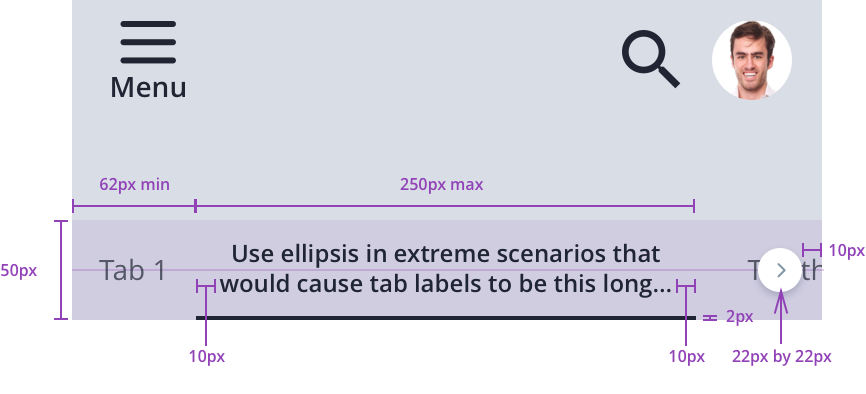 Menu
62px min
250px max
50px
Tab 1
Use ellipsis in extreme scenarios that
would cause tab labels to be this long...
10px
2px
10px
10px
22px by 22px